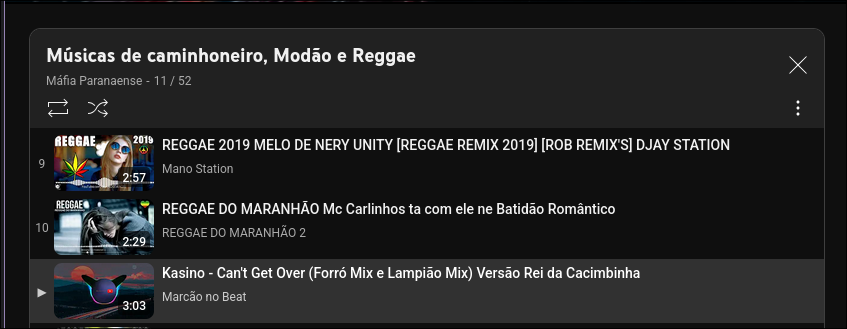 Músicas de caminhoneiro, Modão e Reggae
Máfia Paranaense - 11 / 52
9
REGGAE
2019
2:57
REGGAE 2019 MELO DE NERY UNITY [REGGAE REMIX 2019] [ROB REMIX'S] DJAY STATION
Mano Station
10
REGGAE
2:29
REGGAE DO MARANHÃO Mc Carlinhos ta com ele ne Batidão Romântico
REGGAE DO MARANHÃO 2
3:03
Kasino - Can't Get Over (Forró Mix e Lampião Mix) Versão Rei da Cacimbinha
Marcão no Beat